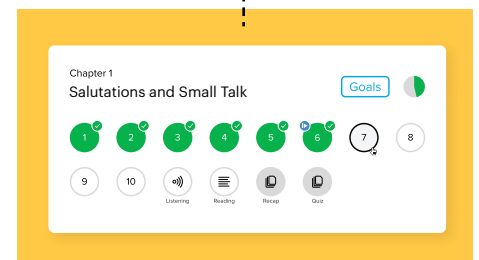 Chapter 1
Salutations and Small Talk
Goals
1 2 3 4 5 6 7 8
9 10
Listening Reading Recap Quiz